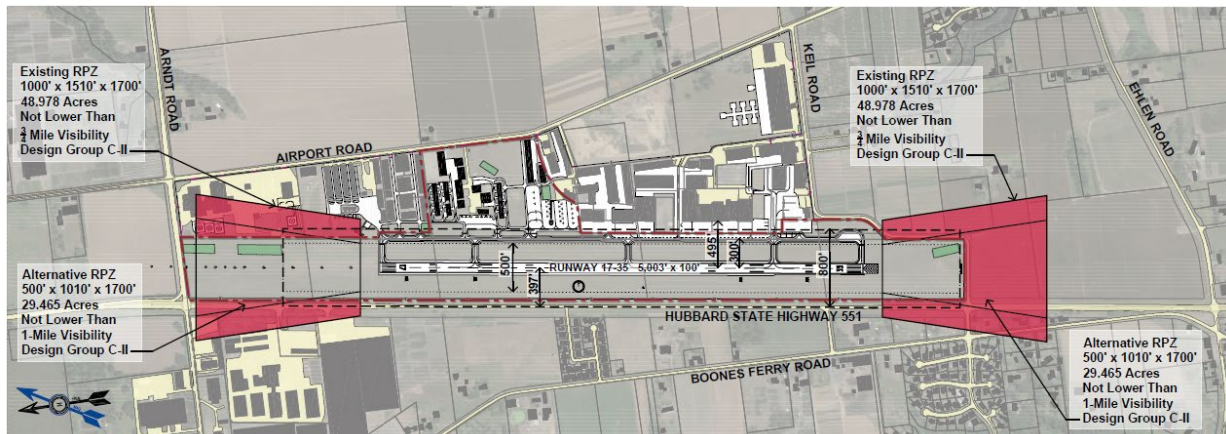 Existing RPZ
1000' x 1510' x 1700'
48.978 Acres
Not Lower Than
¾ Mile Visibility
Design Group C-II
ARNDT ROAD
AIRPORT ROAD
KEIL ROAD
Existing RPZ
1000' x 1510' x 1700'
48.978 Acres
Not Lower Than
¾ Mile Visibility
Design Group C-II
EHLEN ROAD
Alternative RPZ
500' x 1010' x 1700'
29.465 Acres
Not Lower Than
1-Mile Visibility
Design Group C-II
500'
397'
RUNWAY 17-35 5,003' x 100'
495'
300'
800'
HUBBARD STATE HIGHWAY 551
BOONES FERRY ROAD
Alternative RPZ
500' x 1010' x 1700'
29.465 Acres
Not Lower Than
1-Mile Visibility
Design Group C-II